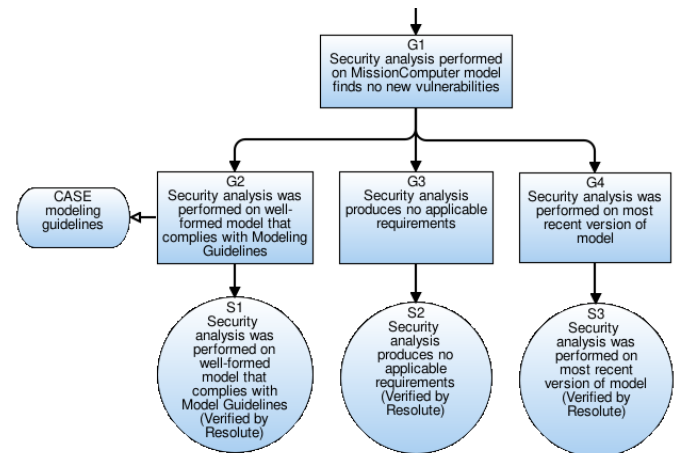 G1
Security analysis performed
on MissionComputer model
finds no new vulnerabilities
CASE
modeling
guidelines
G2
Security analysis was
performed on well-
formed model that
complies with Modeling
Guidelines
G3
Security analysis
produces no applicable
requirements
G4
Security analysis was
performed on most
recent version of
model
S1
Security
analysis was
performed on
well-formed
model that
complies with
Model Guidelines
(Verified by
Resolute)
S2
Security
analysis
produces no
applicable
requirements
(Verified by
Resolute)
S3
Security
analysis was
performed on
most recent
version of model
(Verified by
Resolute)